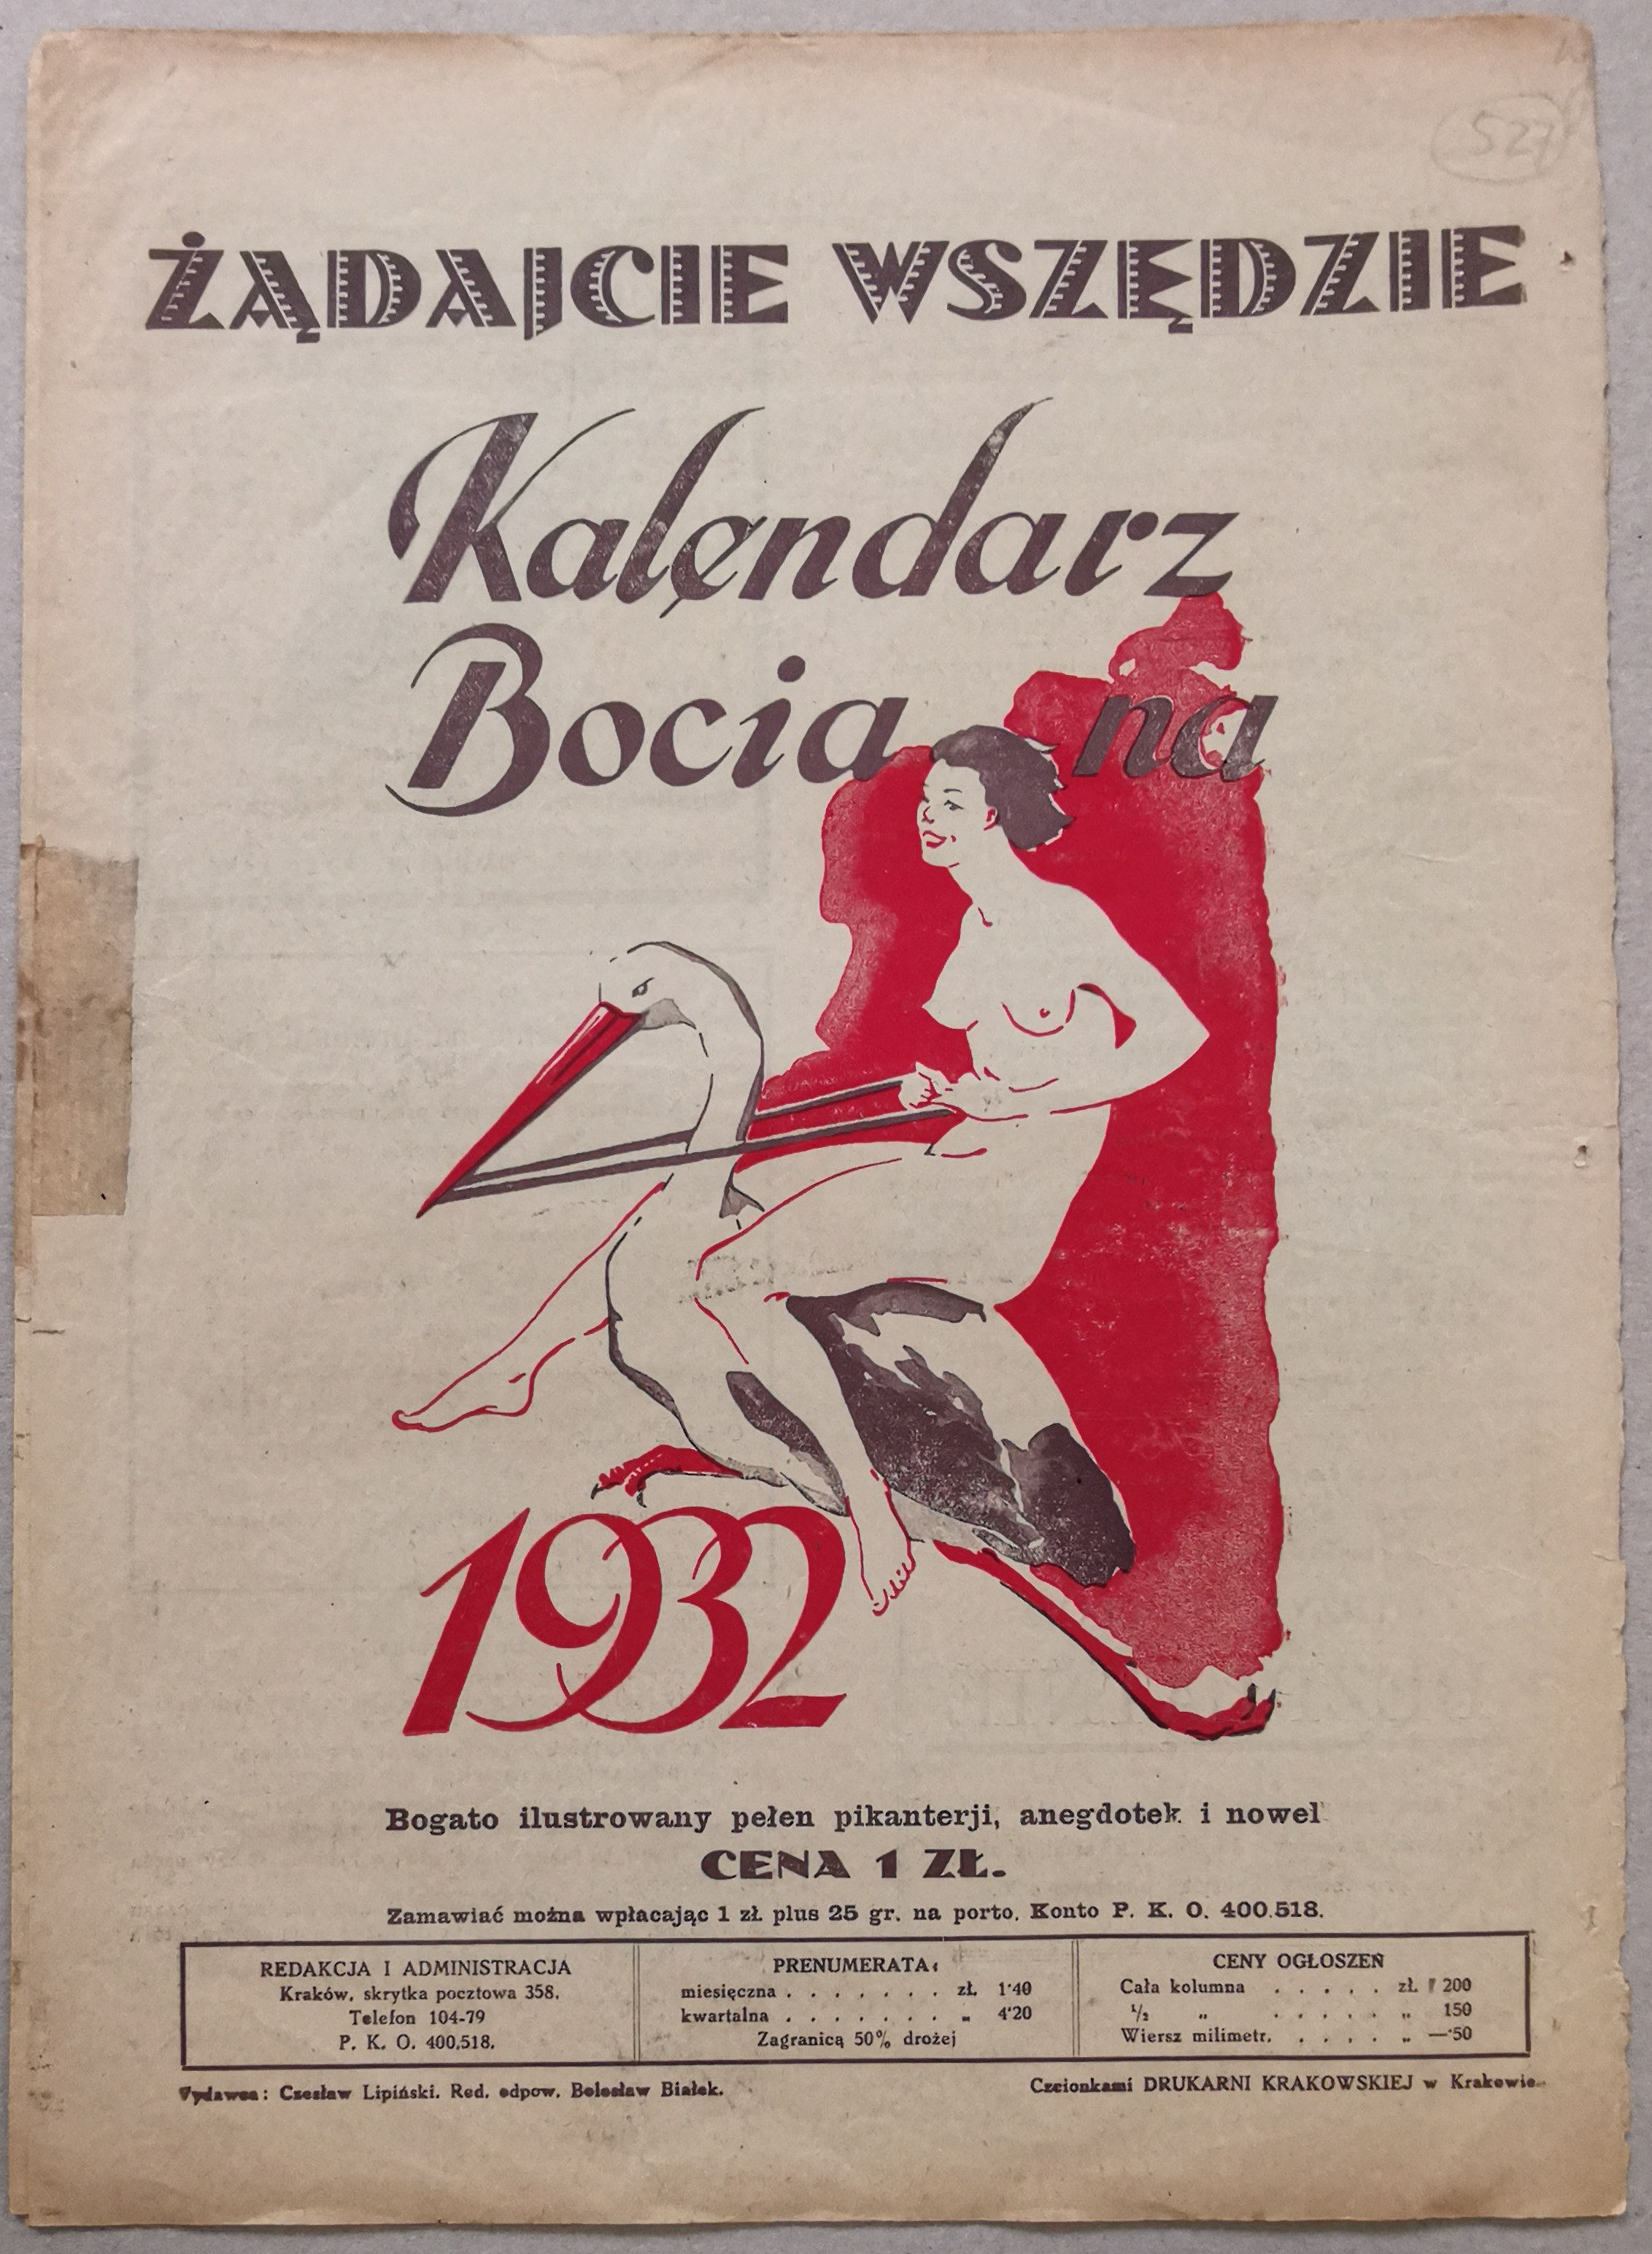 527
ŻĄDAJCIE WSZĘDZIE
Kalendarz
Bociana
1932
Bogato ilustrowany pełen pikanterji, anegdotek i nowel
CENA 1 ZŁ.
Zamawiać można wpłacając 1 zł. plus 25 gr. na porto. Konto P. K. O. 400.518.
REDAKCJA I ADMINISTRACJA
Kraków, skrytka pocztowa 358.
Telefon 104-79
P. K. O. 400.518.
PRENUMERATA:
miesięczna . . . . . . . zł. 1·40
kwartalna . . . . . . . „ 4·20
Zagranicą 50% drożej
CENY OGŁOSZEŃ
Cała kolumna . . . . . zł. 200
1/2 „ . . . . . „ 150
Wiersz milimetr. . . . . . „ —·50
Wydawca: Czesław Lipiński. Red. odpow. Bolesław Białek.
Czcionkami DRUKARNI KRAKOWSKIEJ w Krakowie.